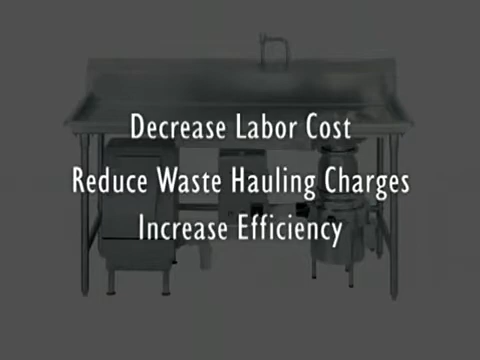 Decrease Labor Cost
Reduce Waste Hauling Charges
Increase Efficiency